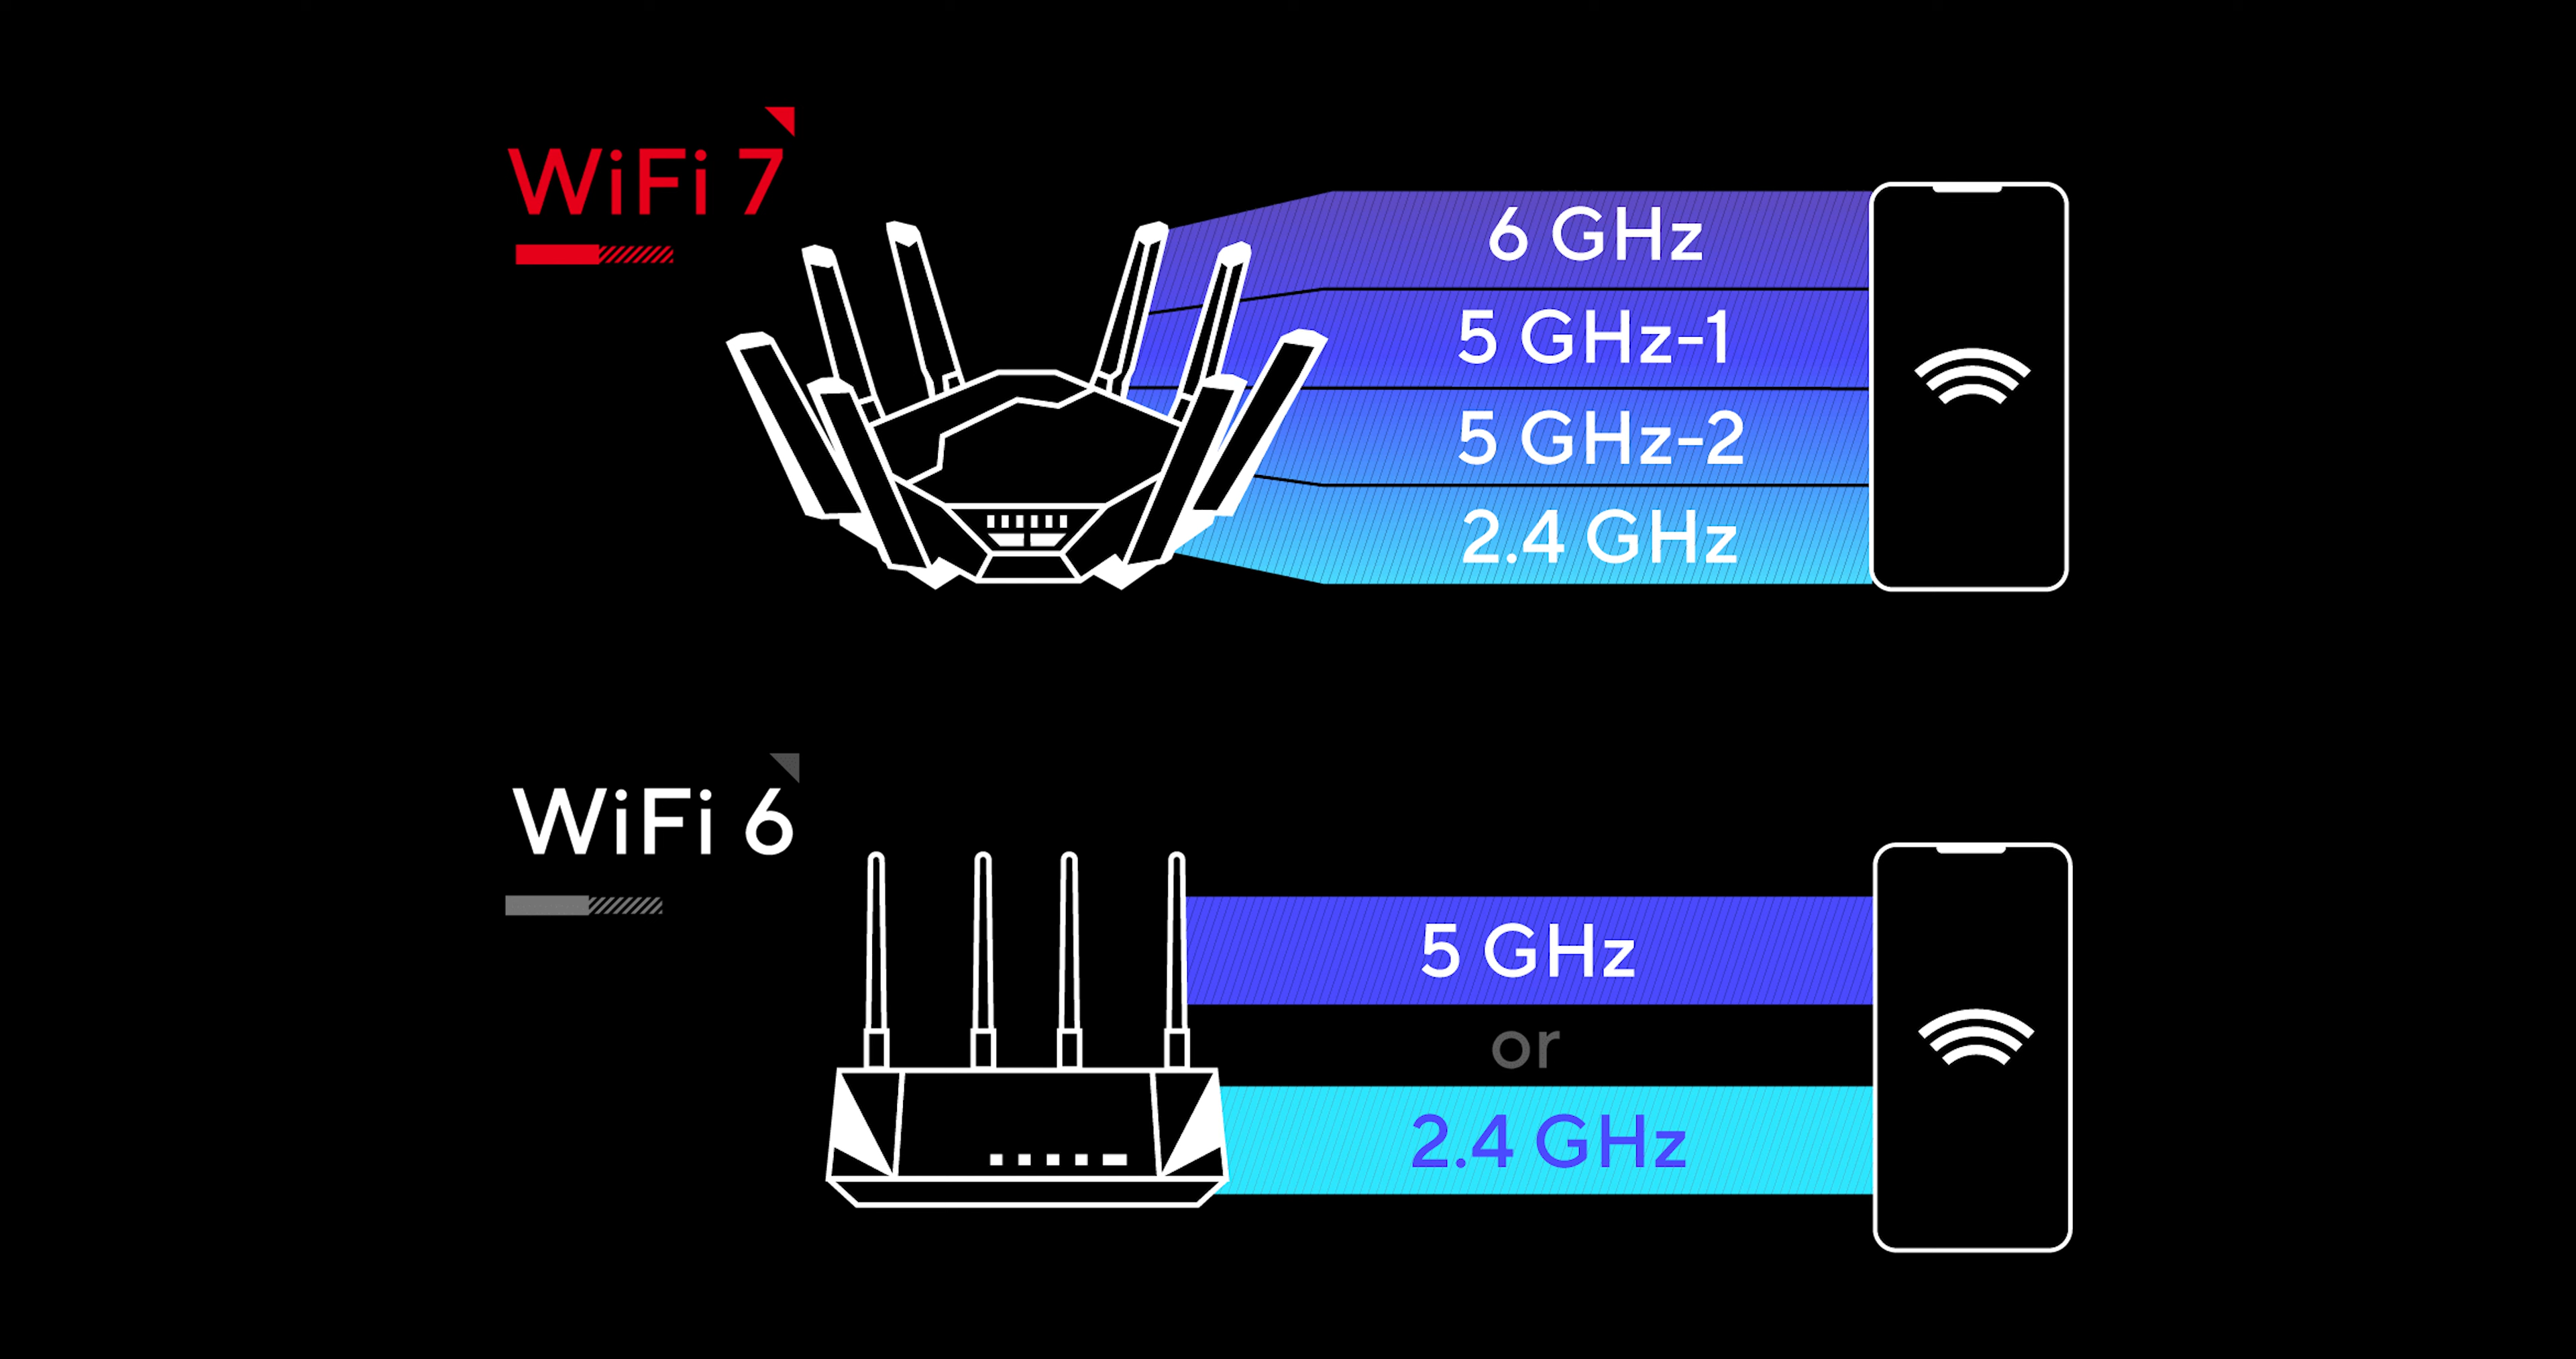 WiFi 7
6 GHz
5 GHz-1
5 GHz-2
2.4 GHz
WiFi 6
5 GHz
or
2.4 GHz